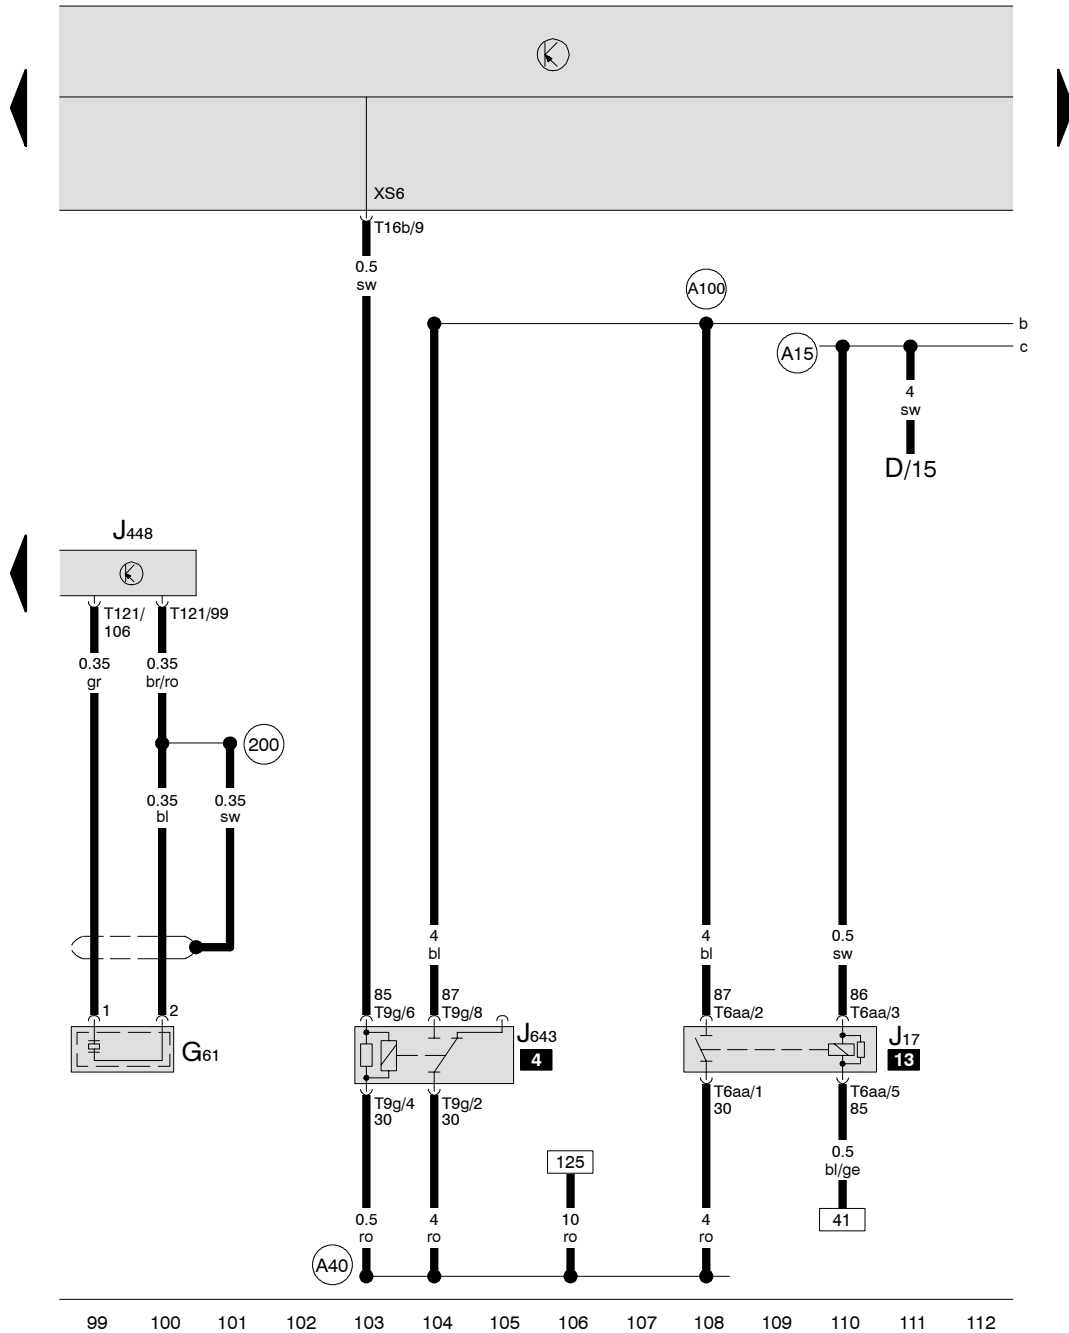 XS6
T16b/9
0.5
sw
A100
b
A15
c
4
sw
D/15
J448
T121/
106
T121/99
0.35
gr
0.35
br/ro
200
0.35
bl
0.35
sw
4
bl
4
bl
0.5
sw
1
2
85
T9g/6
87
T9g/8
87
T6aa/2
86
T6aa/3
G61
J643
4
J17
13
T9g/4
30
T9g/2
30
T6aa/1
30
T6aa/5
85
125
0.5
bl/ge
41
0.5
ro
4
ro
10
ro
4
ro
A40
99 100 101 102 103 104 105 106 107 108 109 110 111 112